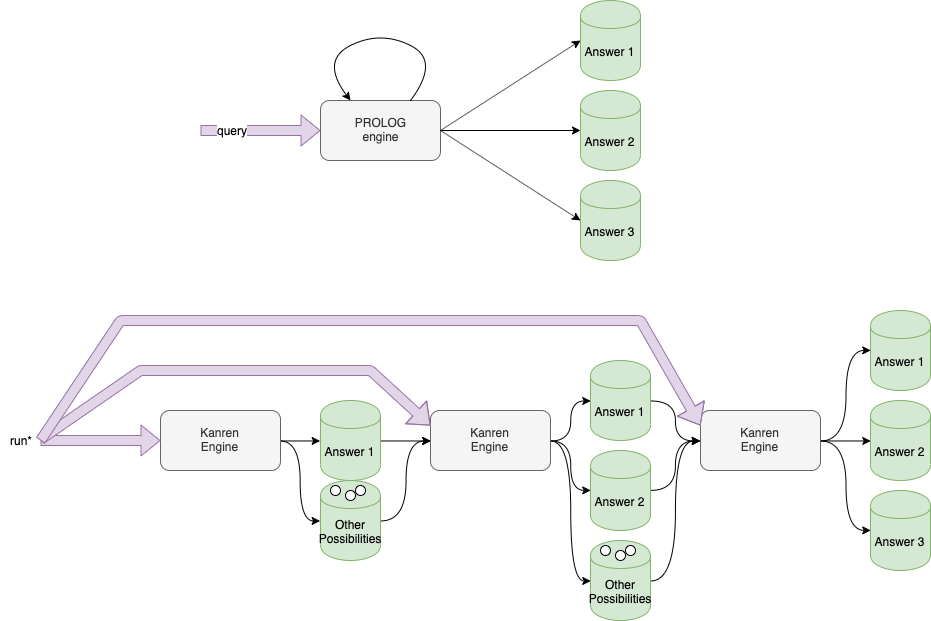 Answer 1
query
PROLOG
engine
Answer 2
Answer 3
run*
Kanren
Engine
Answer 1
Other
Possibilities
Kanren
Engine
Answer 1
Answer 2
Other
Possibilities
Kanren
Engine
Answer 1
Answer 2
Answer 3